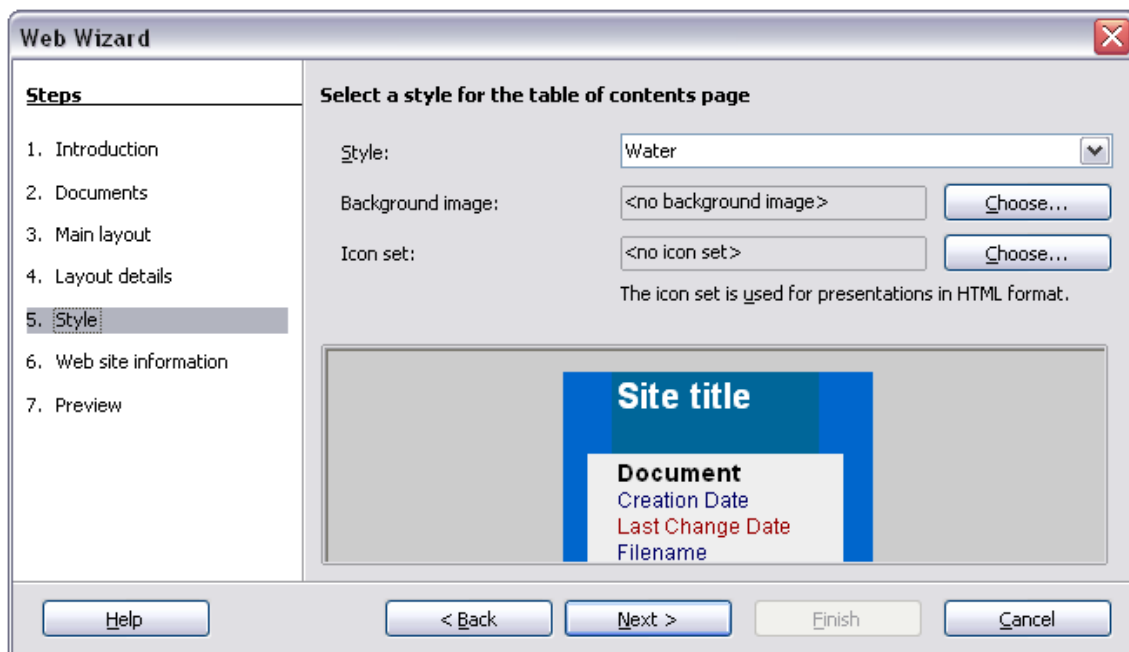 Web Wizard
Steps
1. Introduction
2. Documents
3. Main layout
4. Layout details
5. Style
6. Web site information
7. Preview
Select a style for the table of contents page
Style: Water
Background image: <no background image> Choose...
Icon set: <no icon set> Choose...
The icon set is used for presentations in HTML format.
Site title
Document
Creation Date
Last Change Date
Filename
Help < Back Next > Finish Cancel